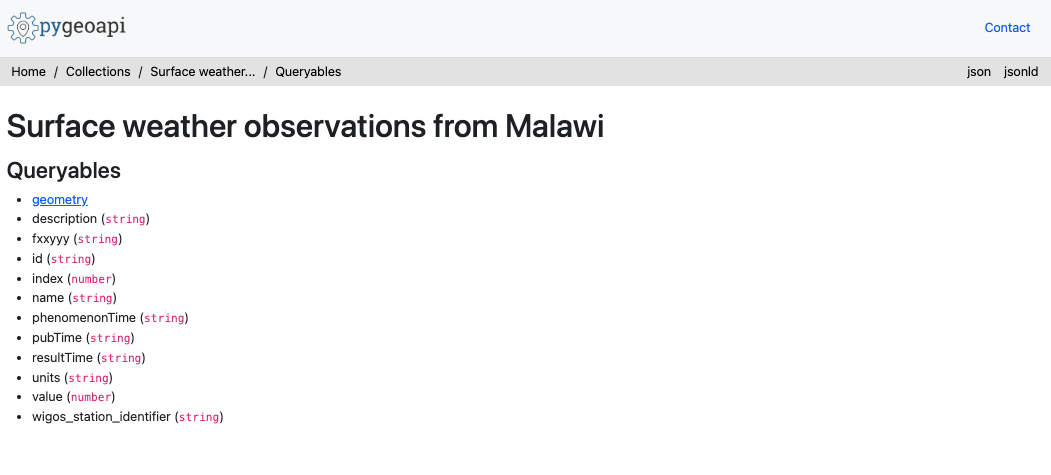 pygeoapi Contact
Home / Collections / Surface weather... / Queryables json jsonld
Surface weather observations from Malawi
Queryables
geometry
description (string)
fxxyyy (string)
id (string)
index (number)
name (string)
phenomenonTime (string)
pubTime (string)
resultTime (string)
units (string)
value (number)
wigos_station_identifier (string)